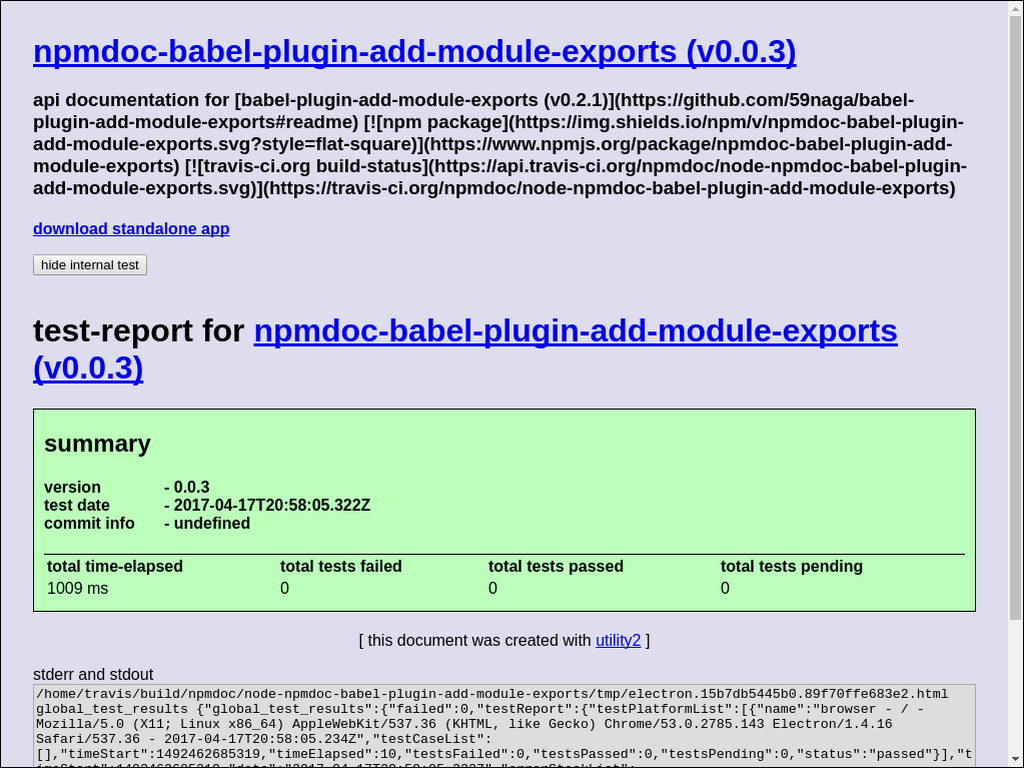 npmdoc-babel-plugin-add-module-exports (v0.0.3)
api documentation for [babel-plugin-add-module-exports (v0.2.1)](https://github.com/59naga/babel-
plugin-add-module-exports#readme) [![npm package](https://img.shields.io/npm/v/npmdoc-babel-plugin-
add-module-exports.svg?style=flat-square)](https://www.npmjs.org/package/npmdoc-babel-plugin-add-
module-exports) [![travis-ci.org build-status](https://api.travis-ci.org/npmdoc/node-npmdoc-babel-plugin-
add-module-exports.svg)](https://travis-ci.org/npmdoc/node-npmdoc-babel-plugin-add-module-exports)
download standalone app
hide internal test
test-report for npmdoc-babel-plugin-add-module-exports
(v0.0.3)
summary
version - 0.0.3
test date - 2017-04-17T20:58:05.322Z
commit info - undefined
total time-elapsed total tests failed total tests passed total tests pending
1009 ms 0 0 0
[ this document was created with utility2 ]
stderr and stdout
/home/travis/build/npmdoc/node-npmdoc-babel-plugin-add-module-exports/tmp/electron.15b7db5445b0.89f70ffe683e2.html
global_test_results {"global_test_results":{"failed":0,"testReport":{"testPlatformList":[{"name":"browser - / -
Mozilla/5.0 (X11; Linux x86_64) AppleWebKit/537.36 (KHTML, like Gecko) Chrome/53.0.2785.143 Electron/1.4.16
Safari/537.36 - 2017-04-17T20:58:05.234Z","testCaseList":
[],"timeStart":1492462685319,"timeElapsed":10,"testsFailed":0,"testsPassed":0,"testsPending":0,"status":"passed"}],"t